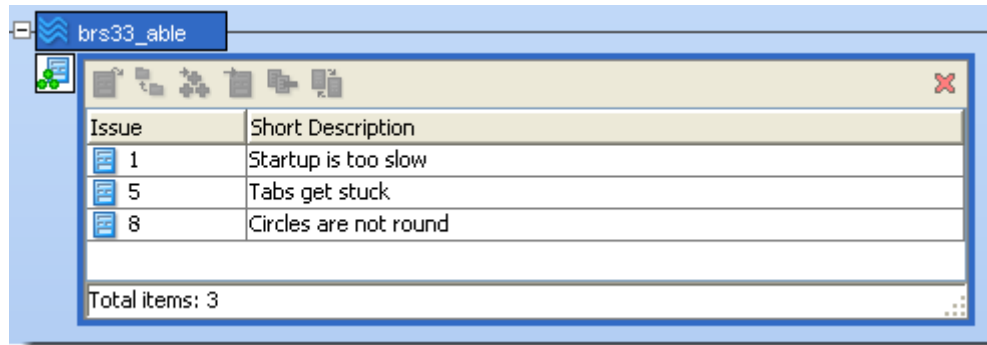 brs33_able
Issue Short Description
1 Startup is too slow
5 Tabs get stuck
8 Circles are not round
Total items: 3